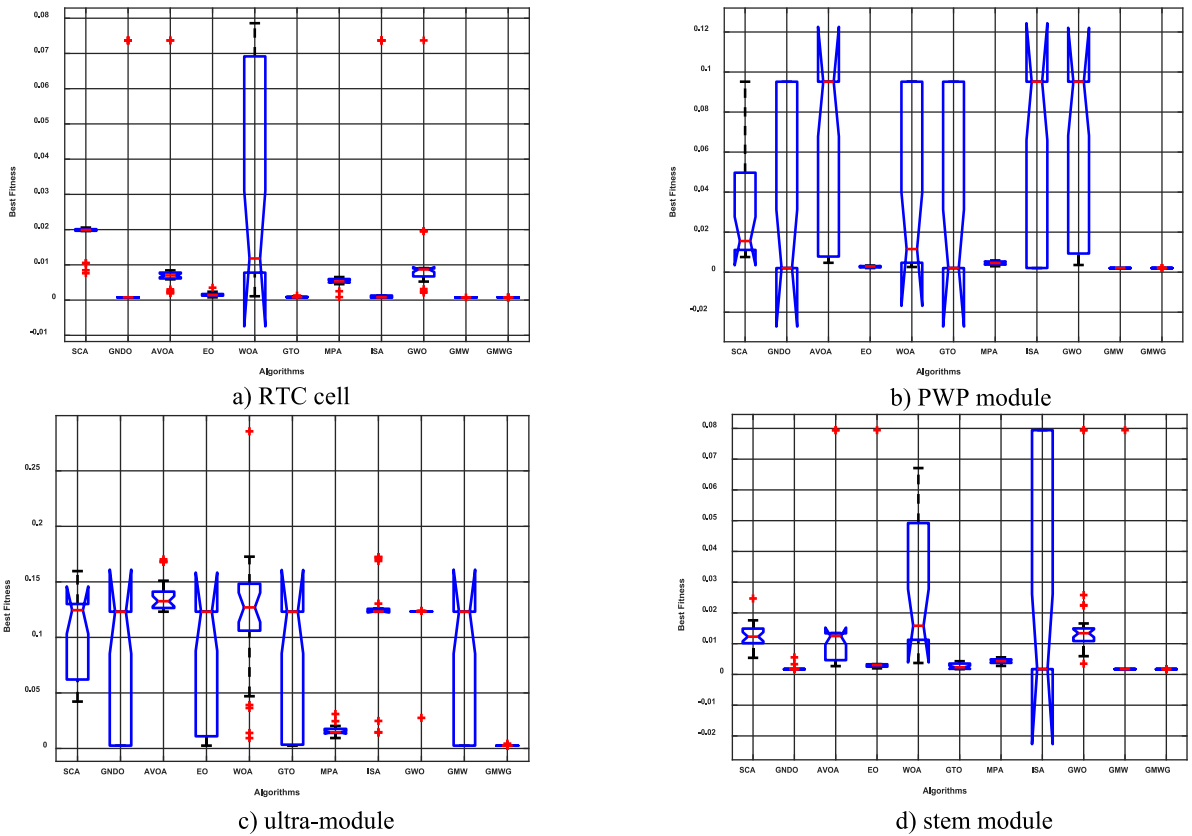 0.08
0.07
0.06
0.05
0.04
0.03
0.02
0.01
0
-0.01
Best Fitness
SCA GNDO AVOA EO WOA GTO MPA ISA GWO GMW GMWG
Algorithms
a) RTC cell
0.12
0.1
0.08
0.06
0.04
0.02
0
-0.02
Best Fitness
SCA GNDO AVOA EO WOA GTO MPA ISA GWO GMW GMWG
Algorithms
b) PWP module
0.25
0.2
0.15
0.1
0.05
0
Best Fitness
SCA GNDO AVOA EO WOA GTO MPA ISA GWO GMW GMWG
Algorithms
c) ultra-module
0.08
0.07
0.06
0.05
0.04
0.03
0.02
0.01
0
-0.01
-0.02
Best Fitness
SCA GNDO AVOA EO WOA GTO MPA ISA GWO GMW GMWG
Algorithms
d) stem module